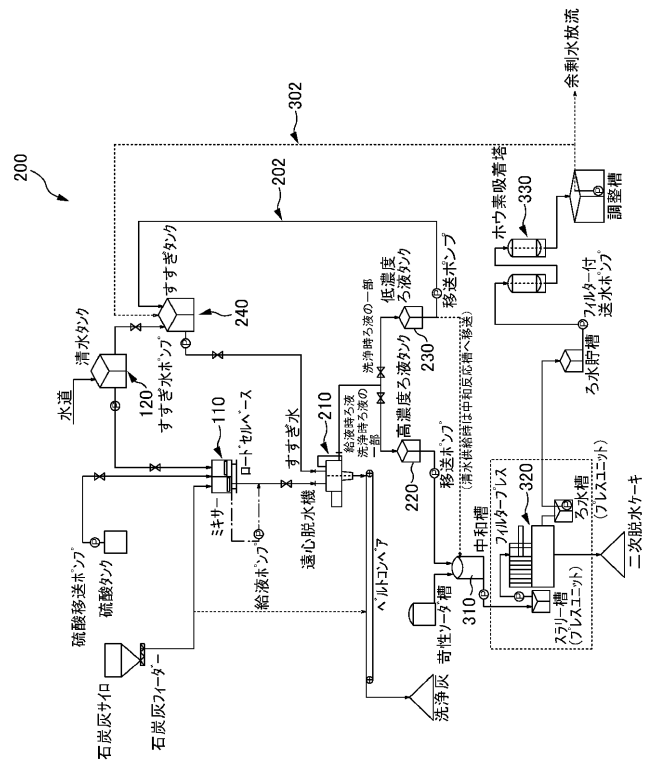 200
302
202
水道
清水タンク
120
すすぎタンク
240
すすぎ水ポンプ
石炭灰サイロ
石炭灰フィーダー
硫酸移送ポンプ
硫酸タンク
ミキサー
110
ロードセルベース
給液ポンプ
すすぎ水
遠心脱水機
210
ベルトコンベア
洗浄灰
給液時ろ液
洗浄時ろ液の
一部
洗浄時ろ液の一部
高濃度ろ液タンク
220
移送ポンプ
低濃度
ろ液タンク
230
移送ポンプ
(清水供給時は中和反応槽へ移送)
苛性ソーダ槽
310
中和槽
フィルタープレス
320
スラリー槽
(プレスユニット)
ろ水槽
(プレスユニット)
二次脱水ケーキ
ろ水貯槽
フィルター付
送水ポンプ
ホウ素吸着塔
330
調整槽
余剰水放流